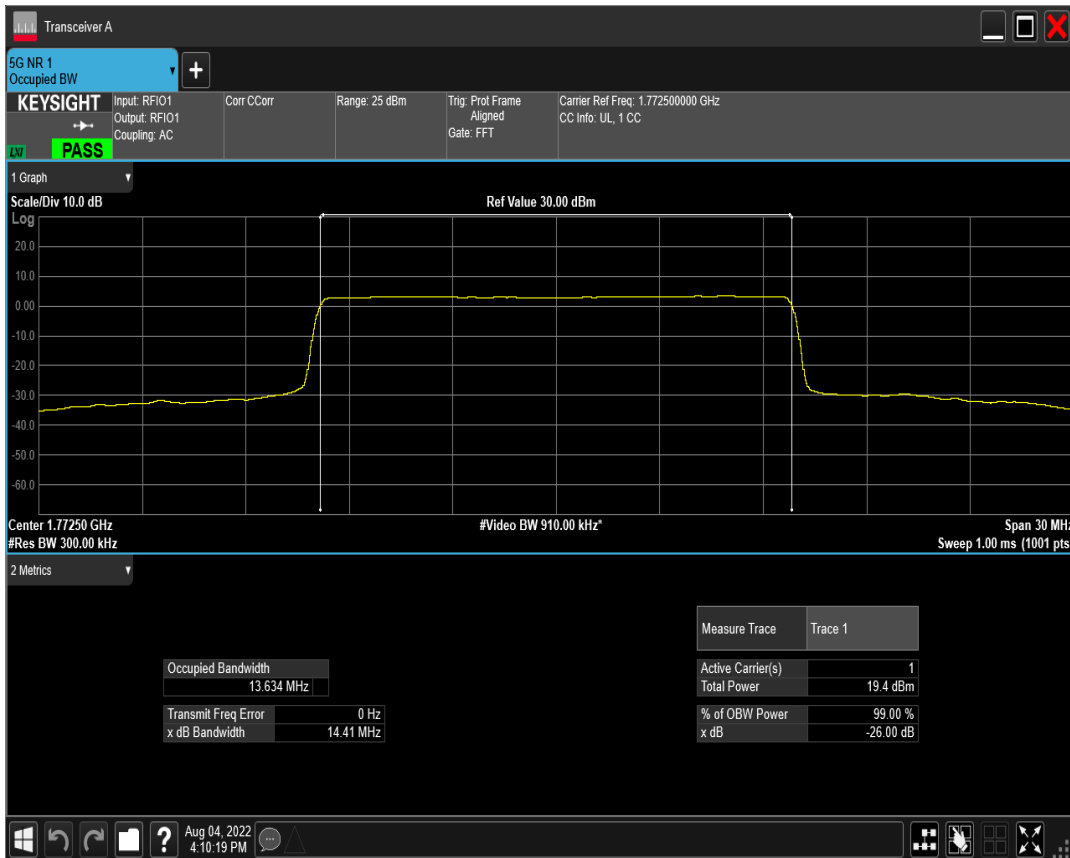 Transceiver A
5G NR 1
Occupied BW
+
KEYSIGHT
LXI
PASS
Input: RFIO1
Output: RFIO1
Coupling: AC
Corr CCorr
Range: 25 dBm
Trig: Prot Frame
Aligned
Gate: FFT
Carrier Ref Freq: 1.772500000 GHz
CC Info: UL, 1 CC
1 Graph
Scale/Div 10.0 dB
Ref Value 30.00 dBm
Log
20.0
10.0
0.00
-10.0
-20.0
-30.0
-40.0
-50.0
-60.0
Center 1.77250 GHz
#Video BW 910.00 kHz*
Span 30 MHz
#Res BW 300.00 kHz
Sweep 1.00 ms (1001 pts
2 Metrics
Measure Trace
Trace 1
Occupied Bandwidth
13.634 MHz
Active Carrier(s)
1
Total Power
19.4 dBm
Transmit Freq Error
0 Hz
x dB Bandwidth
14.41 MHz
% of OBW Power
99.00 %
x dB
-26.00 dB
?
Aug 04, 2022
4:10:19 PM